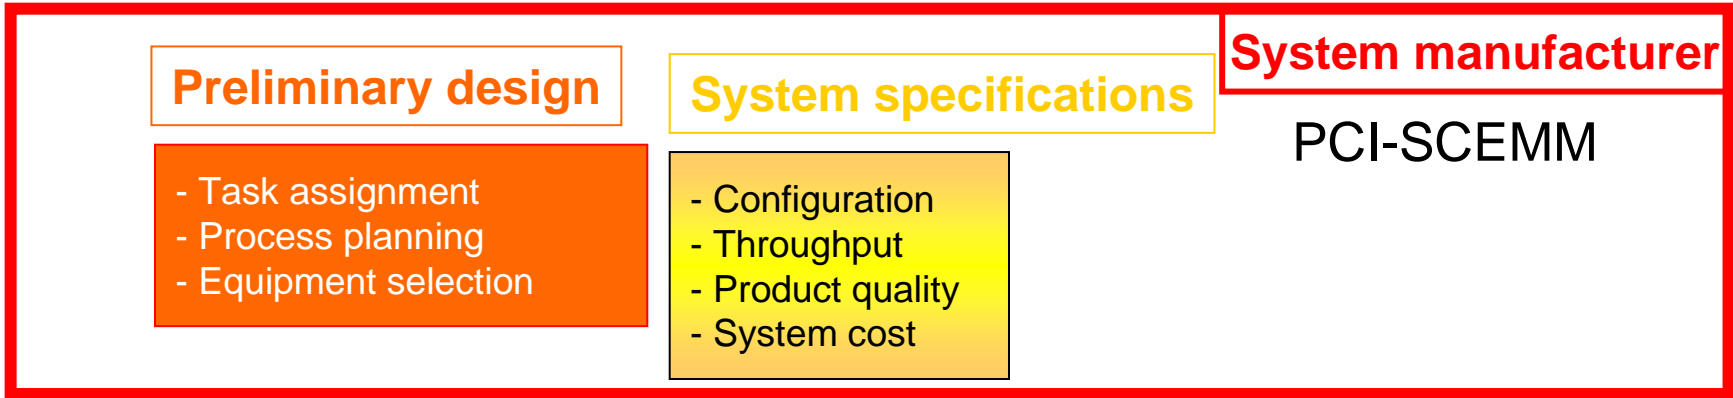 Preliminary design
- Task assignment
- Process planning
- Equipment selection
System specifications
- Configuration
- Throughput
- Product quality
- System cost
System manufacturer
PCI-SCEMM